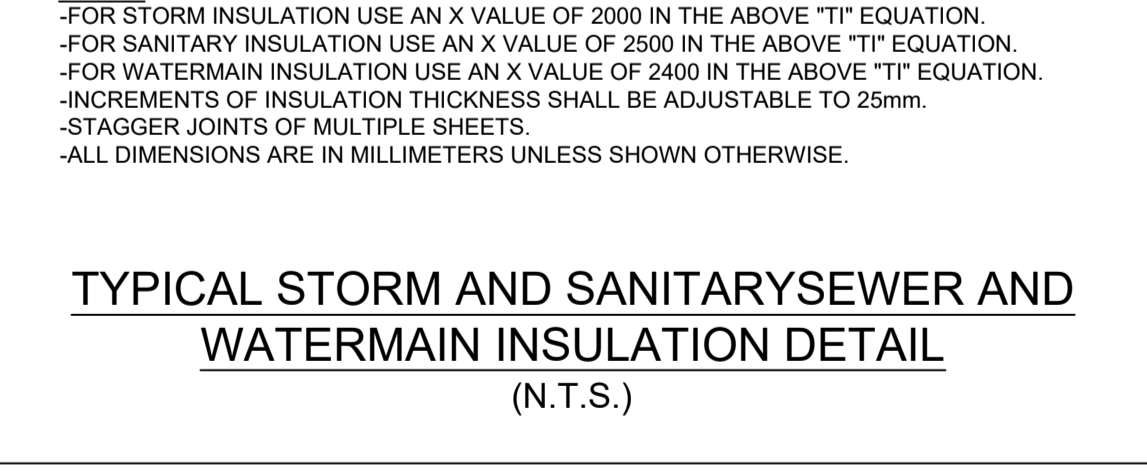 -FOR STORM INSULATION USE AN X VALUE OF 2000 IN THE ABOVE "TI" EQUATION.
-FOR SANITARY INSULATION USE AN X VALUE OF 2500 IN THE ABOVE "TI" EQUATION.
-FOR WATERMAIN INSULATION USE AN X VALUE OF 2400 IN THE ABOVE "TI" EQUATION.
-INCREMENTS OF INSULATION THICKNESS SHALL BE ADJUSTABLE TO 25mm.
-STAGGER JOINTS OF MULTIPLE SHEETS.
-ALL DIMENSIONS ARE IN MILLIMETERS UNLESS SHOWN OTHERWISE.
TYPICAL STORM AND SANITARYSEWER AND
WATERMAIN INSULATION DETAIL
(N.T.S.)